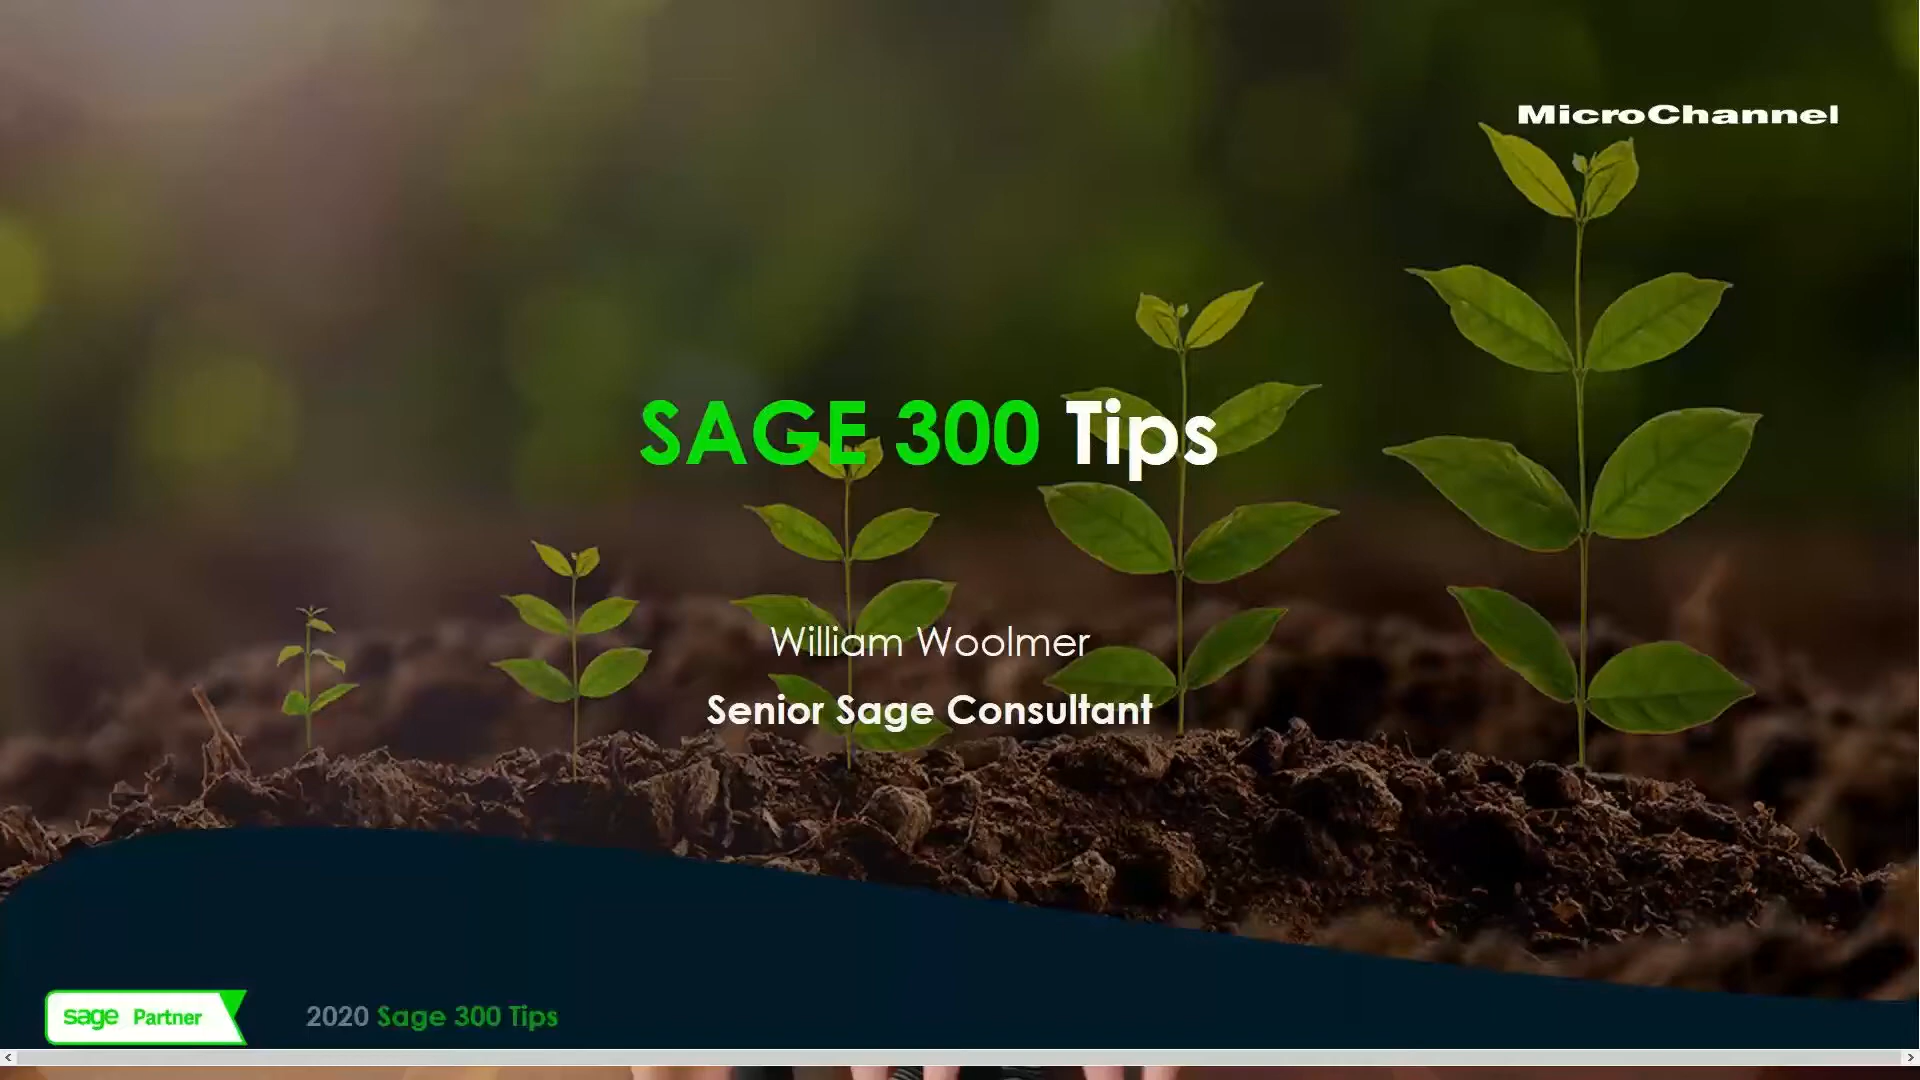 MicroChannel
SAGE 300 Tips
William Woolmer
Senior Sage Consultant
sage Partner
2020 Sage 300 Tips